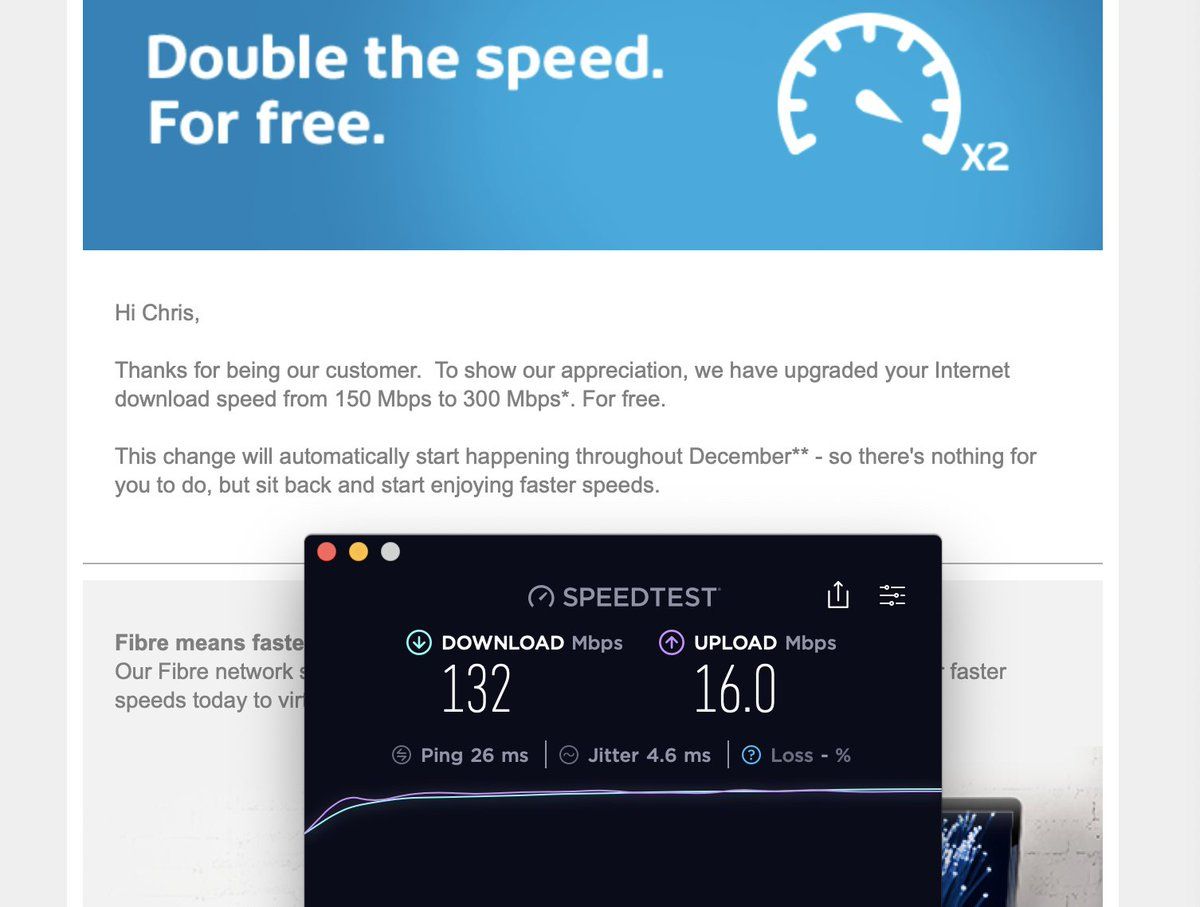 Double the speed.
For free.
X2
Hi Chris,
Thanks for being our customer.  To show our appreciation, we have upgraded your Internet
download speed from 150 Mbps to 300 Mbps*. For free.
This change will automatically start happening throughout December** - so there's nothing for
you to do, but sit back and start enjoying faster speeds.
Fibre means faste
Our Fibre network
faster
speeds today to
SPEEDTEST
DOWNLOAD Mbps
UPLOAD Mbps
132
16.0
Ping 26 ms
Jitter 4.6 ms
? Loss - %